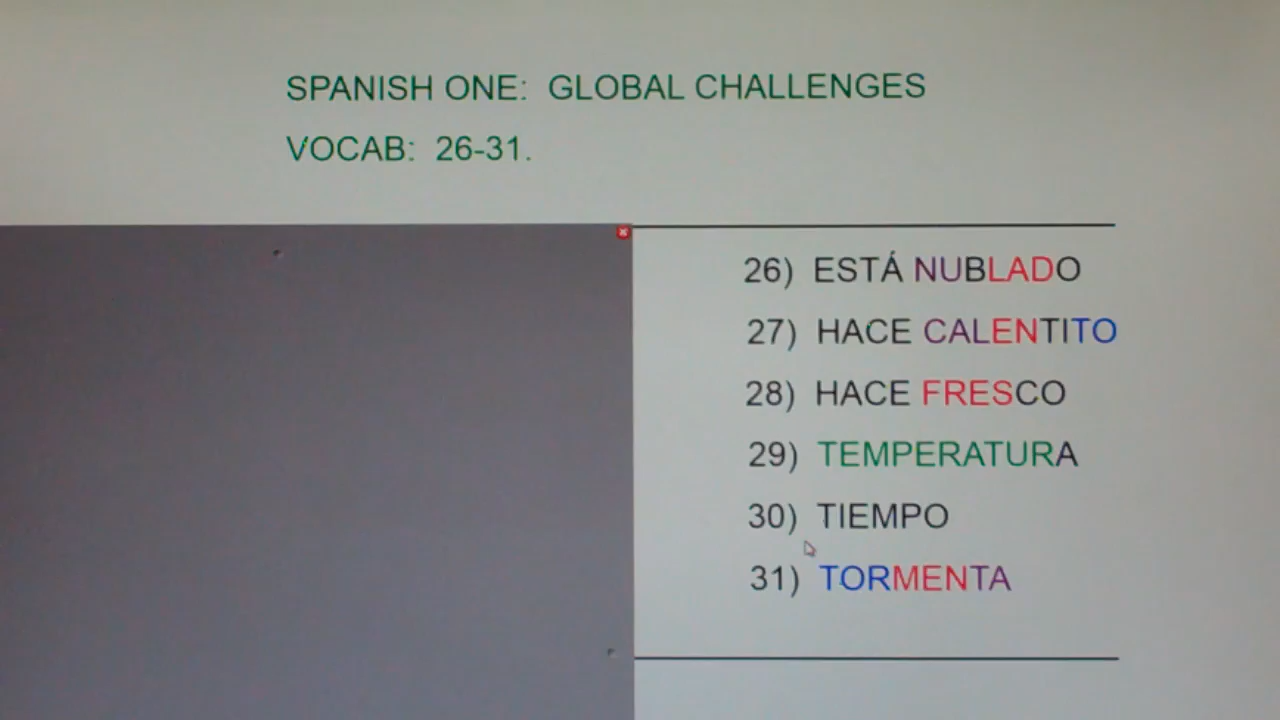 SPANISH ONE: GLOBAL CHALLENGES
VOCAB: 26-31.
26) ESTÁ NUBLADO
27) HACE CALENTITO
28) HACE FRESCO
29) TEMPERATURA
30) TIEMPO
31) TORMENTA